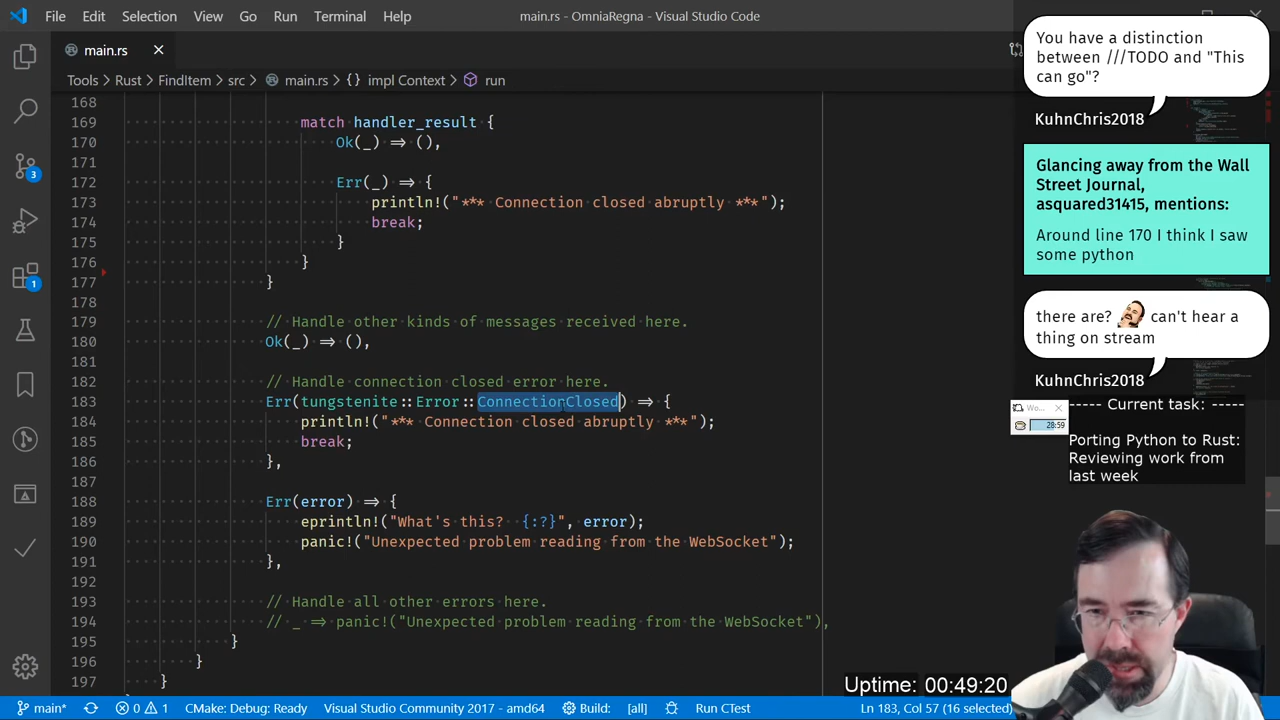 File Edit Selection View Go Run Terminal Help
main.rs - OmniaRegna - Visual Studio Code
main.rs
Tools > Rust > FindItem > src > main.rs > {} impl Context > run
168
169 match handler_result {
170 Ok(_) => (),
171
172 Err(_) => {
173 println!("*** Connection closed abruptly ***");
174 break;
175 }
176 }
177 }
178
179 // Handle other kinds of messages received here.
180 Ok(_) => (),
181
182 // Handle connection closed error here.
183 Err(tungstenite::Error::ConnectionClosed) => {
184 println!("*** Connection closed abruptly ***");
185 break;
186 },
187
188 Err(error) => {
189 eprintln!("What's this? {:?}", error);
190 panic!("Unexpected problem reading from the WebSocket");
191 },
192
193 // Handle all other errors here.
194 // _ => panic!("Unexpected problem reading from the WebSocket"),
195 }
196 }
197 }
3
1
You have a distinction
between ///TODO and "This
can go"?
KuhnChris2018
Glancing away from the Wall
Street Journal,
asquared31415, mentions:
Around line 170 I think I saw
some python
there are? can't hear a
thing on stream
KuhnChris2018
Wo...
28:59
----- Current task: -----
Porting Python to Rust:
Reviewing work from
last week
Uptime: 00:49:20
main* 0 1 CMake: Debug: Ready Visual Studio Community 2017 - amd64 Build: [all] Run CTest Ln 183, Col 57 (16 selected)